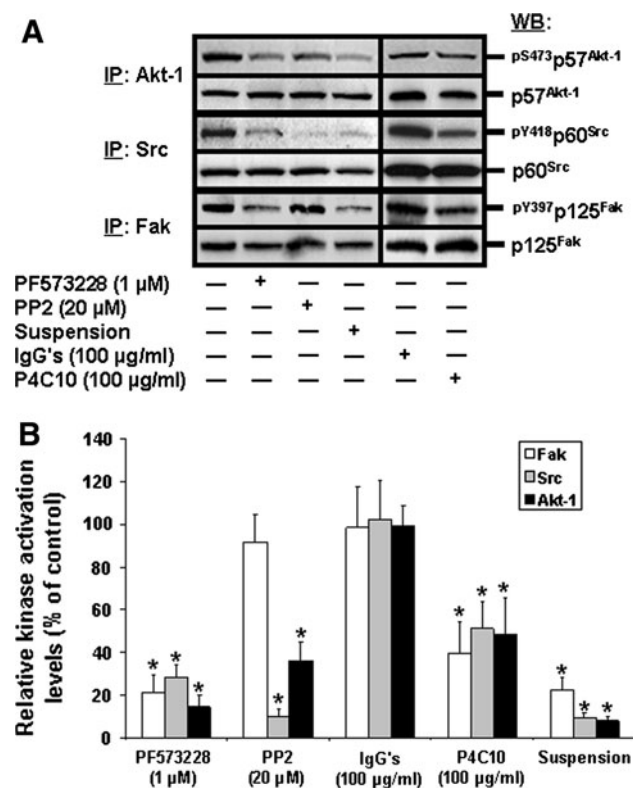 A
WB:
IP: Akt-1
pS473p57Akt-1
p57Akt-1
IP: Src
pY418p60Src
p60Src
IP: Fak
pY397p125Fak
p125Fak
PF573228 (1 µM) — + — — — —
PP2 (20 µM) — — + — — —
Suspension — — — + — —
IgG's (100 µg/ml) — — — — + —
P4C10 (100 µg/ml) — — — — — +
B
Relative kinase activation
levels (% of control)
140
120
100
80
60
40
20
0
Fak
Src
Akt-1
* * *
* *
* * *
* * *
PF573228 PP2 IgG's P4C10 Suspension
(1 µM) (20 µM) (100 µg/ml) (100 µg/ml)